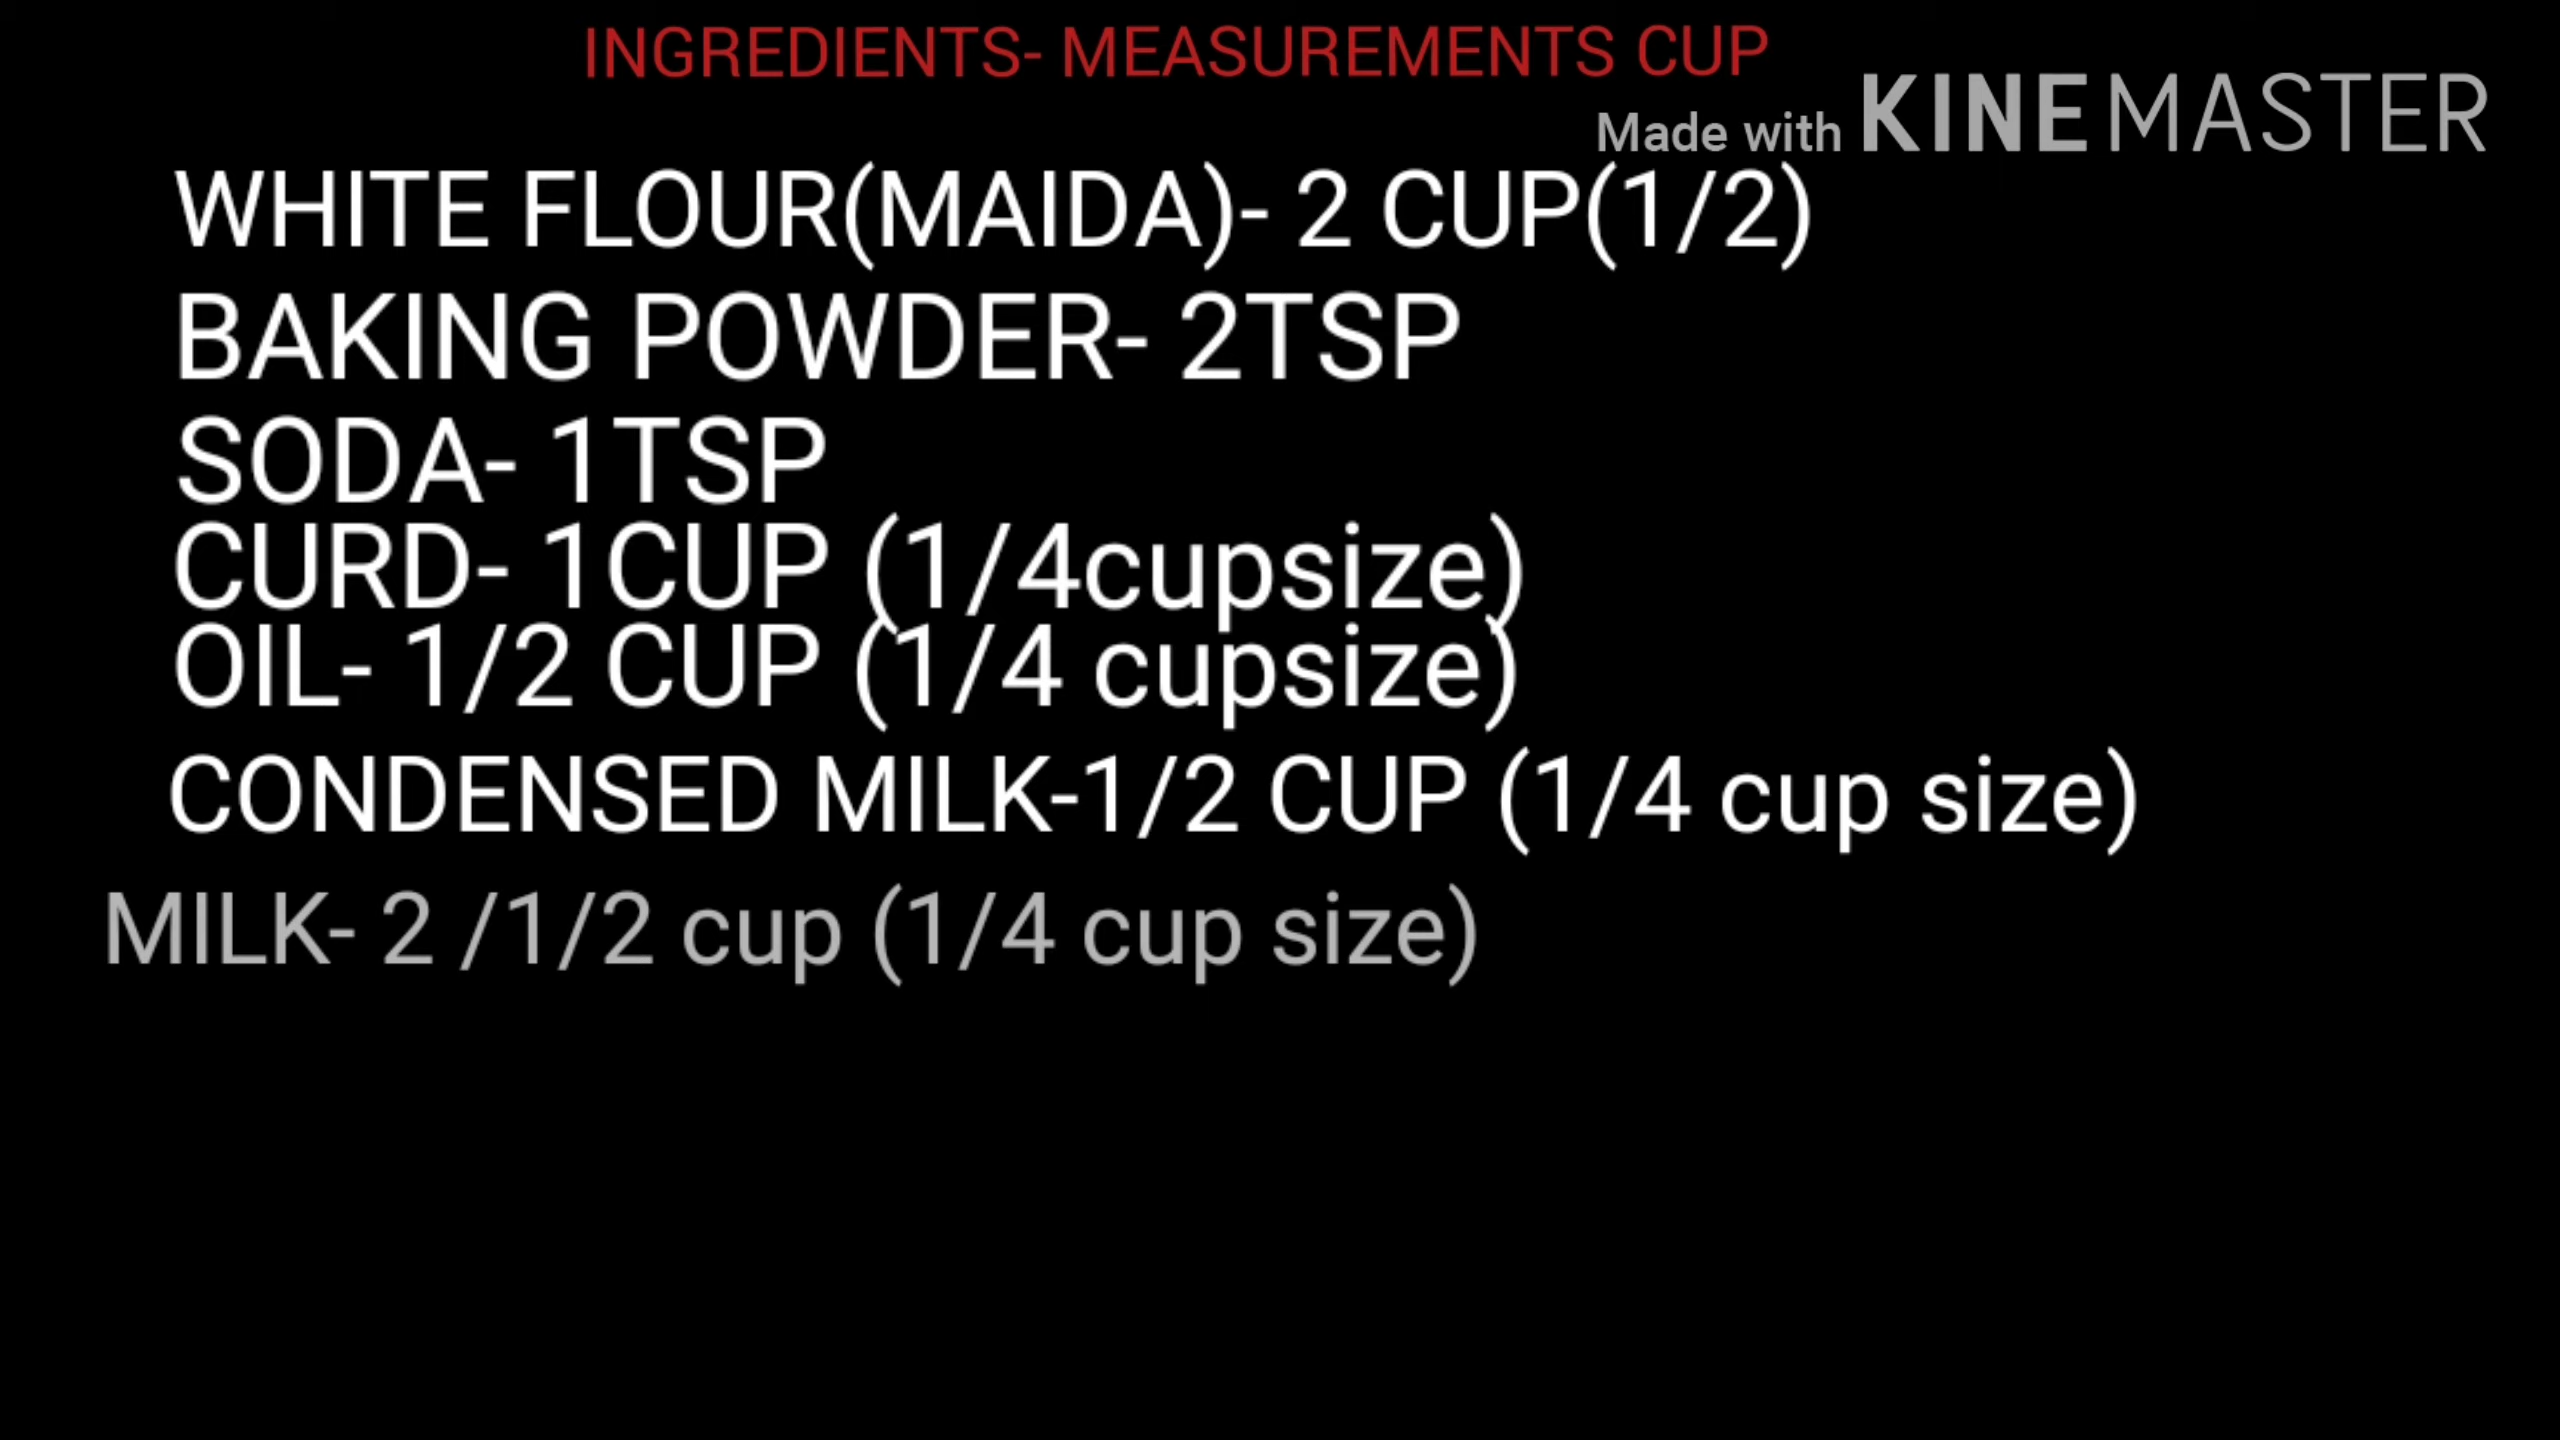 INGREDIENTS- MEASUREMENTS CUP
Made with KINEMASTER
WHITE FLOUR(MAIDA)- 2 CUP(1/2)
BAKING POWDER- 2TSP
SODA- 1TSP
CURD- 1CUP (1/4cupsize)
OIL- 1/2 CUP (1/4 cupsize)
CONDENSED MILK-1/2 CUP (1/4 cup size)
MILK- 2 /1/2 cup (1/4 cup size)